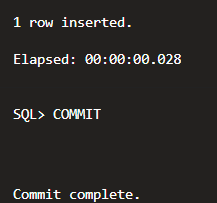 1 row inserted.
Elapsed: 00:00:00.028
SQL> COMMIT
Commit complete.